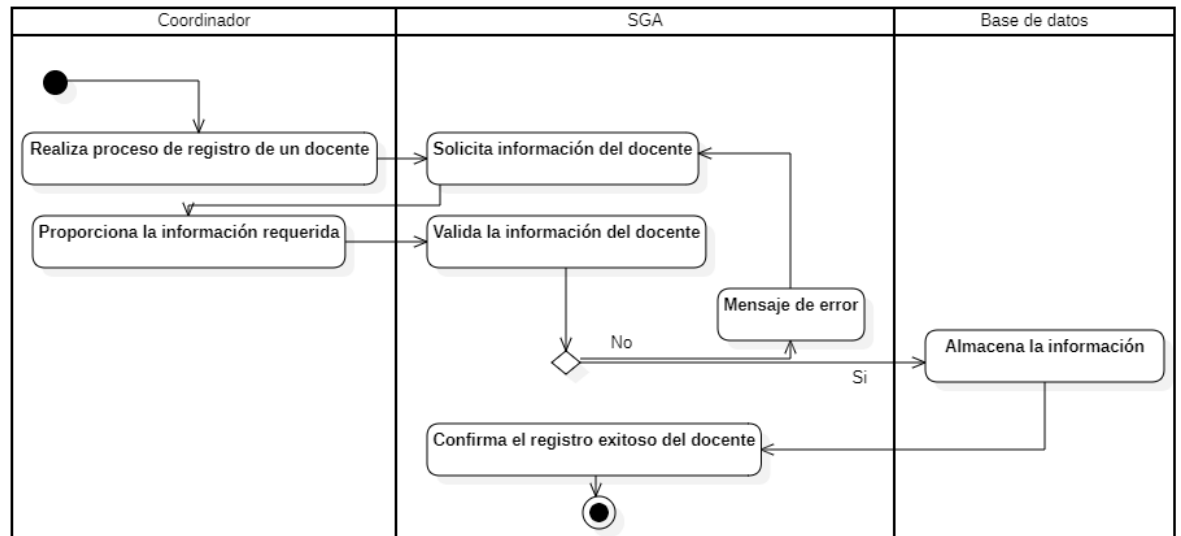 Coordinador
SGA
Base de datos
Realiza proceso de registro de un docente
Solicita información del docente
Proporciona la información requerida
Valida la información del docente
Mensaje de error
No
Almacena la información
Si
Confirma el registro exitoso del docente